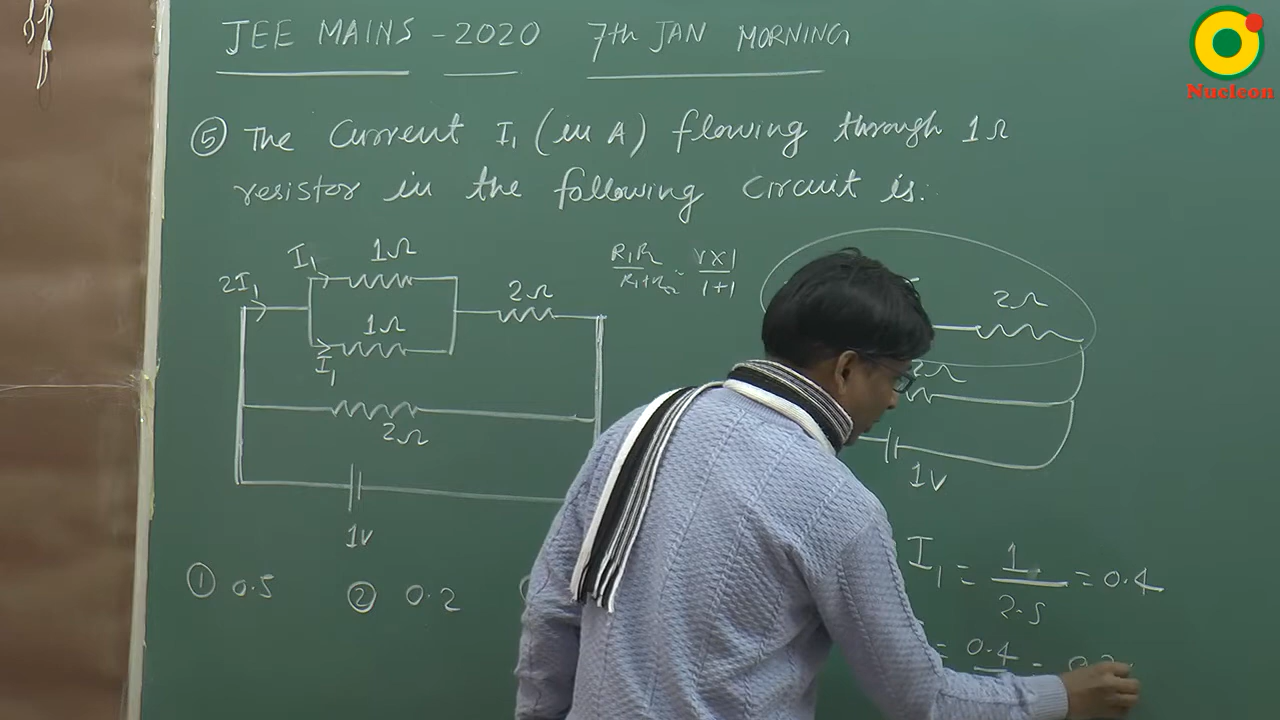 JEE MAINS - 2020 7th JAN MORNING
Nucleon
⑤ The Current I₁ (in A) flowing through 1Ω
resistor in the following Circuit is:
1Ω
I₁
2I₁
1Ω
I₁
2Ω
2Ω
1V
R₁R₂
1×1
1+1
2Ω
2Ω
1V
① 0.5 ② 0.2
I₁ = 1/2.5 = 0.4
= 0.4